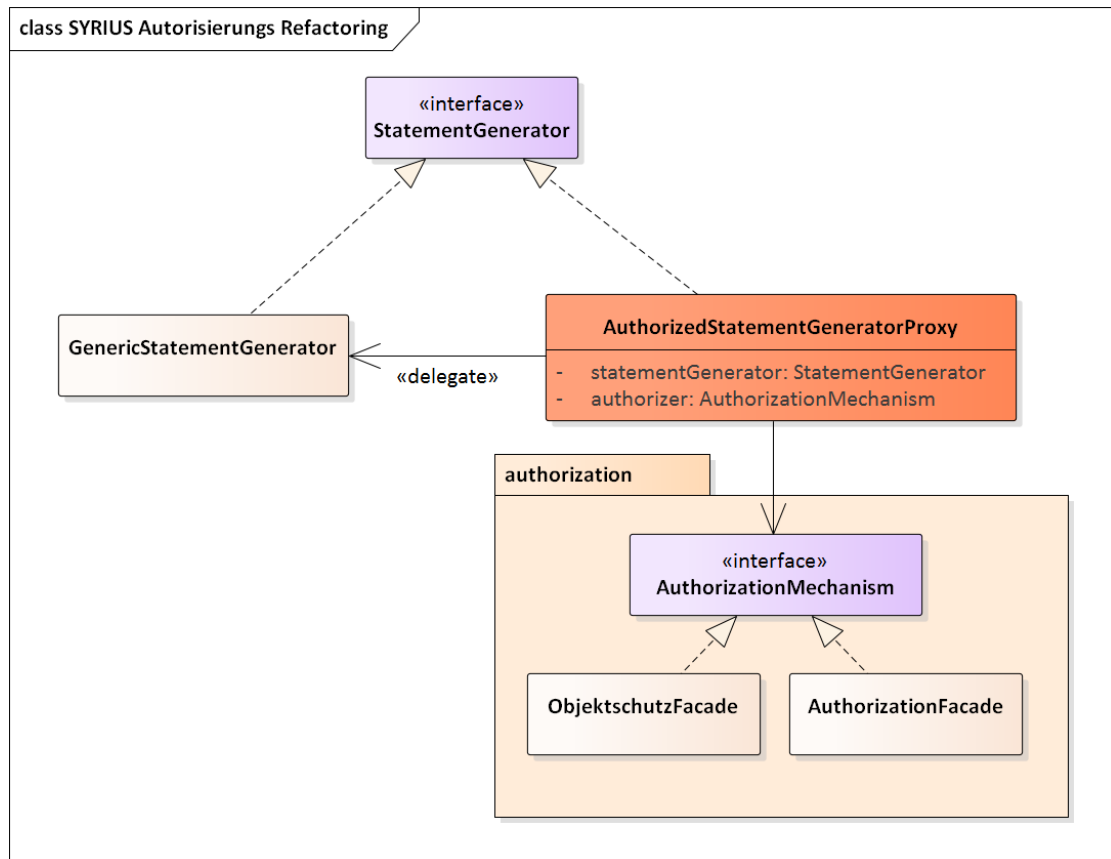 class SYRIUS Autorisierungs Refactoring
«interface»
StatementGenerator
GenericStatementGenerator
AuthorizedStatementGeneratorProxy
- statementGenerator: StatementGenerator
- authorizer: AuthorizationMechanism
«delegate»
authorization
«interface»
AuthorizationMechanism
ObjektschutzFacade
AuthorizationFacade